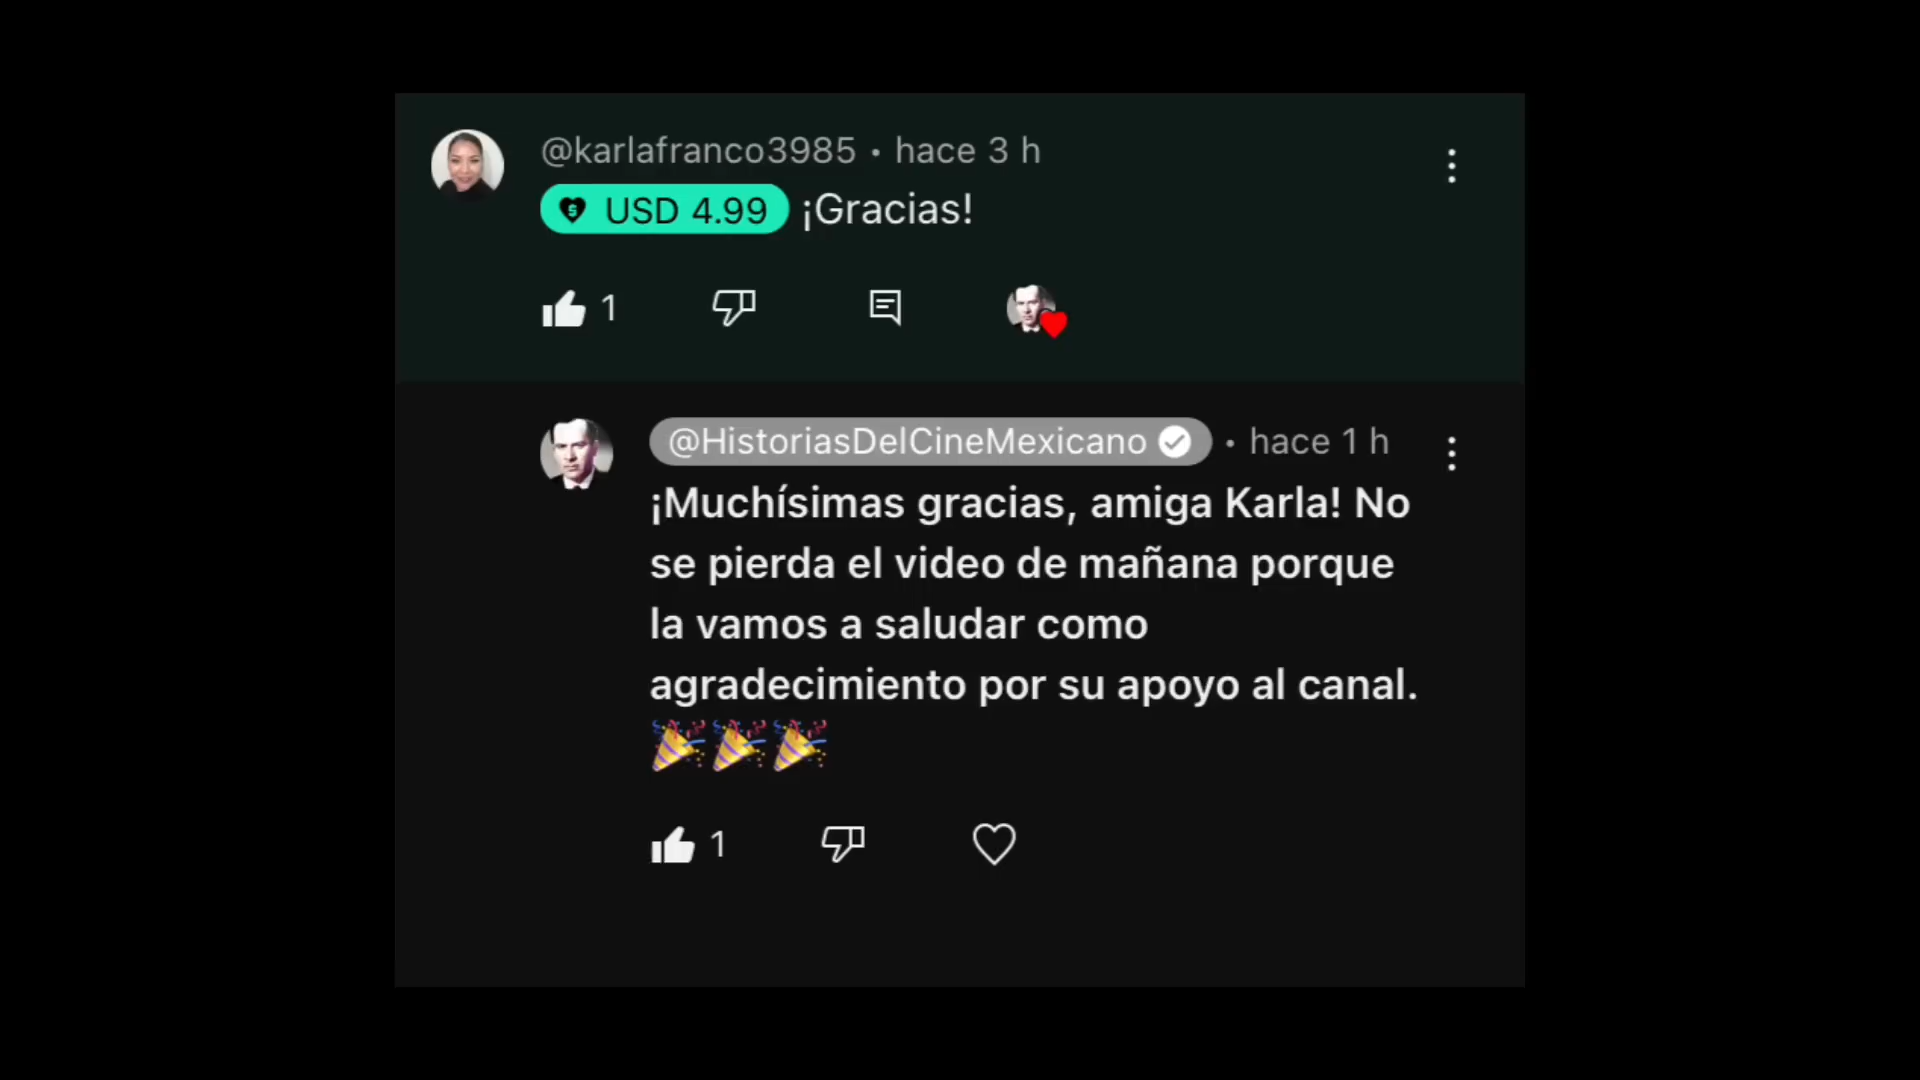 @karlafranco3985 • hace 3 h
USD 4.99 ¡Gracias!
1
@HistoriasDelCineMexicano • hace 1 h
¡Muchísimas gracias, amiga Karla! No
se pierda el video de mañana porque
la vamos a saludar como
agradecimiento por su apoyo al canal.
🎉🎉🎉
1